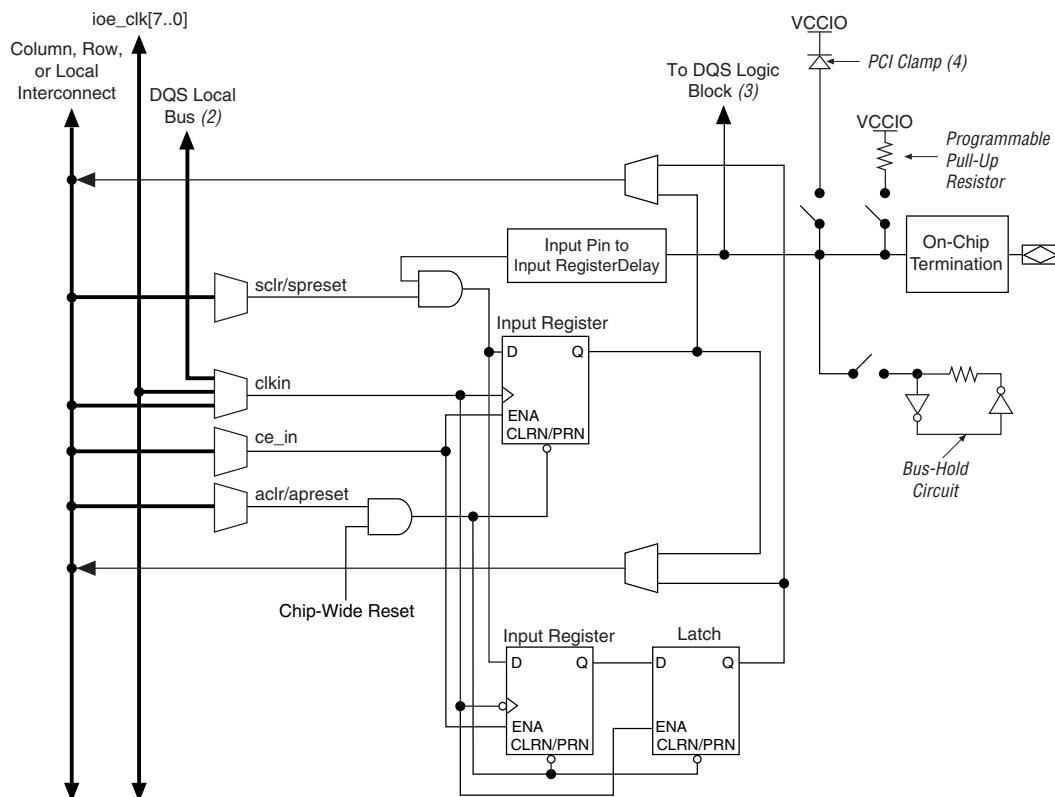 ioe_clk[7..0]
Column, Row,
or Local
Interconnect
DQS Local
Bus (2)
To DQS Logic
Block (3)
VCCIO
PCI Clamp (4)
VCCIO
Programmable
Pull-Up
Resistor
Input Pin to
Input RegisterDelay
On-Chip
Termination
sclr/spreset
Input Register
D
Q
clkin
ENA
CLRN/PRN
ce_in
aclr/apreset
Bus-Hold
Circuit
Chip-Wide Reset
Input Register
D
Q
ENA
CLRN/PRN
Latch
D
Q
ENA
CLRN/PRN